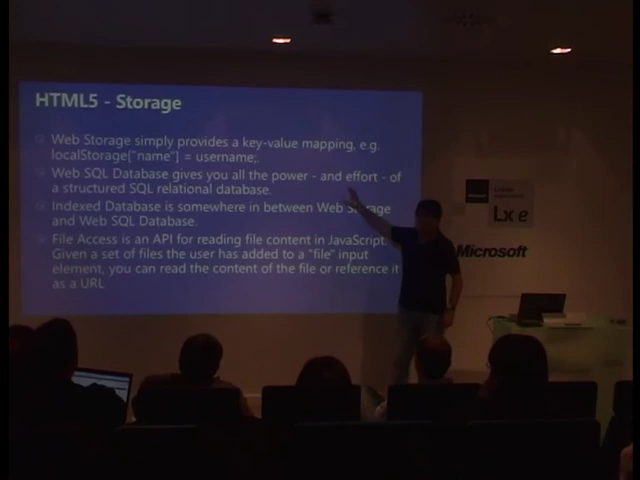 HTML5 - Storage
Web Storage simply provides a key-value mapping, e.g.
localStorage["name"] = username;.
Web SQL Database gives you all the power - and effort - of
a structured SQL relational database.
Indexed Database is somewhere in between Web Storage
and Web SQL Database.
File Access is an API for reading file content in JavaScript.
Given a set of files the user has added to a "file" input
element, you can read the content of the file or reference it
as a URL
Lx e
Microsoft